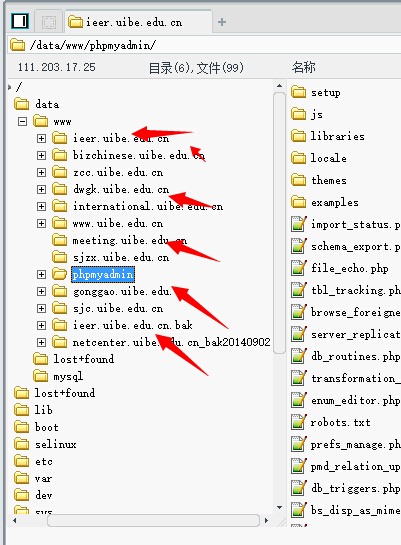 ieer.uibe.edu.cn
/data/www/phpmyadmin/
111.203.17.25
目录(6),文件(99)
名称
/
data
www
ieer.uibe.edu.cn
bizchinese.uibe.edu.cn
zcc.uibe.edu.cn
dwgk.uibe.edu.cn
international.uibe.edu.cn
www.uibe.edu.cn
meeting.uibe.edu.cn
sjzx.uibe.edu.cn
phpmyadmin
gonggao.uibe.edu.
sjc.uibe.edu.cn
ieer.uibe.edu.cn.bak
netcenter.uibe.edu.cn_bak20140902
lost+found
mysql
lost+found
lib
boot
selinux
etc
var
dev
sys
setup
js
libraries
locale
themes
examples
import_status.p
schema_export.p
file_echo.php
tbl_tracking.ph
browse_foreigne
server_replicat
db_routines.php
transformation_
enum_editor.php
robots.txt
prefs_manage.ph
pmd_relation_up
db_triggers.php
bs_disp_as_mime